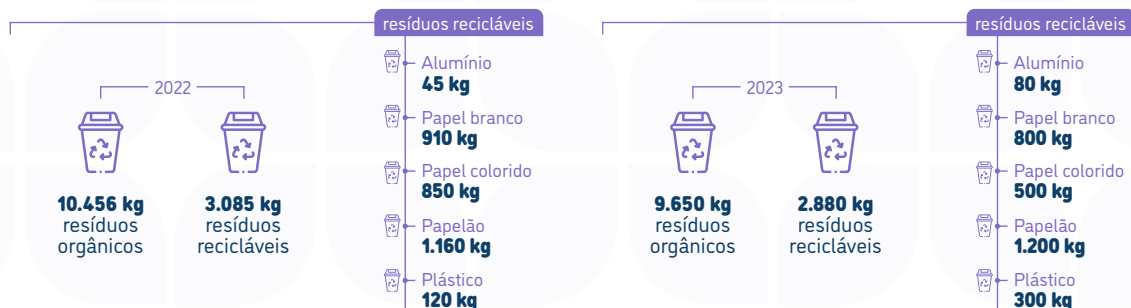 resíduos recicláveis
2022
10.456 kg
resíduos
orgânicos
3.085 kg
resíduos
recicláveis
Alumínio
45 kg
Papel branco
910 kg
Papel colorido
850 kg
Papelão
1.160 kg
Plástico
120 kg
resíduos recicláveis
2023
9.650 kg
resíduos
orgânicos
2.880 kg
resíduos
recicláveis
Alumínio
80 kg
Papel branco
800 kg
Papel colorido
500 kg
Papelão
1.200 kg
Plástico
300 kg